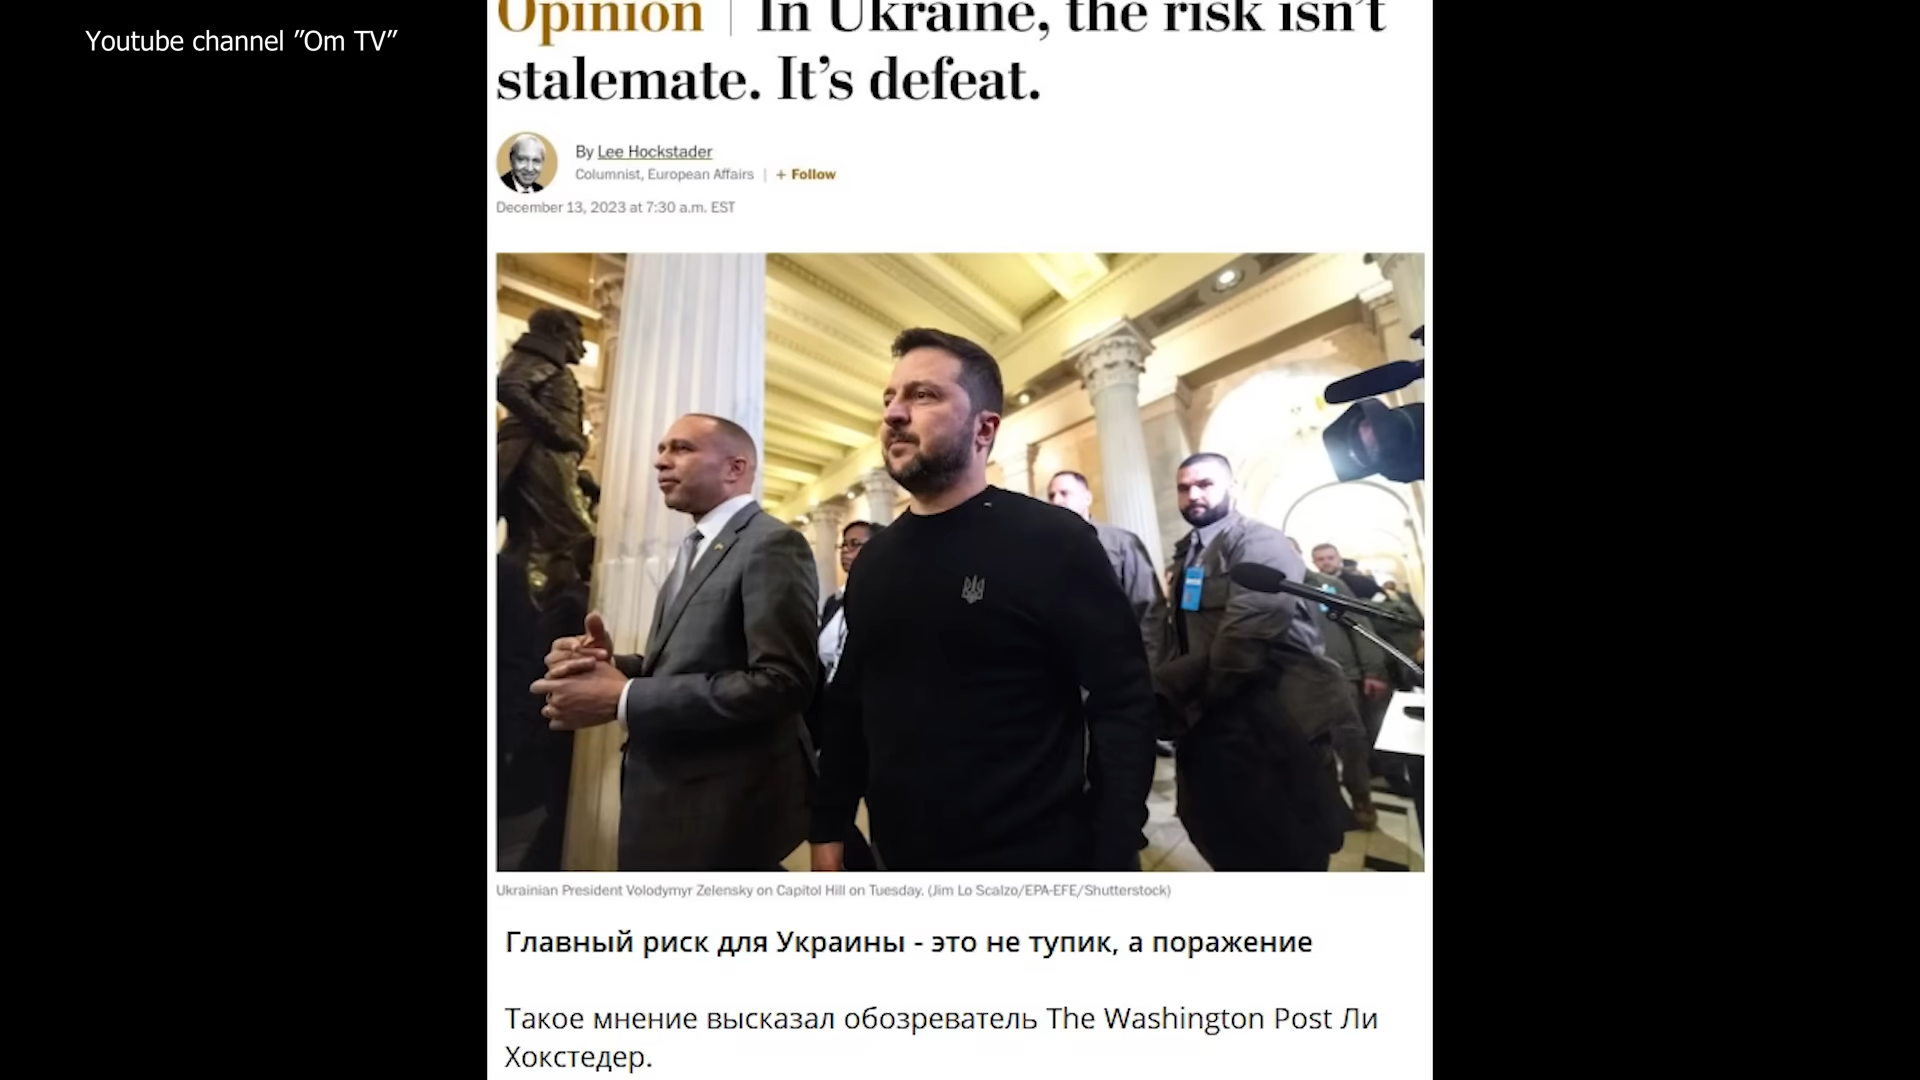 Youtube channel ”Om TV”
Opinion | In Ukraine, the risk isn’t
stalemate. It’s defeat.
By Lee Hockstader
Columnist, European Affairs | + Follow
December 13, 2023 at 7:30 a.m. EST
Ukrainian President Volodymyr Zelensky on Capitol Hill on Tuesday. (Jim Lo Scalzo/EPA-EFE/Shutterstock)
Главный риск для Украины - это не тупик, а поражение
Такое мнение высказал обозреватель The Washington Post Ли
Хокстедер.